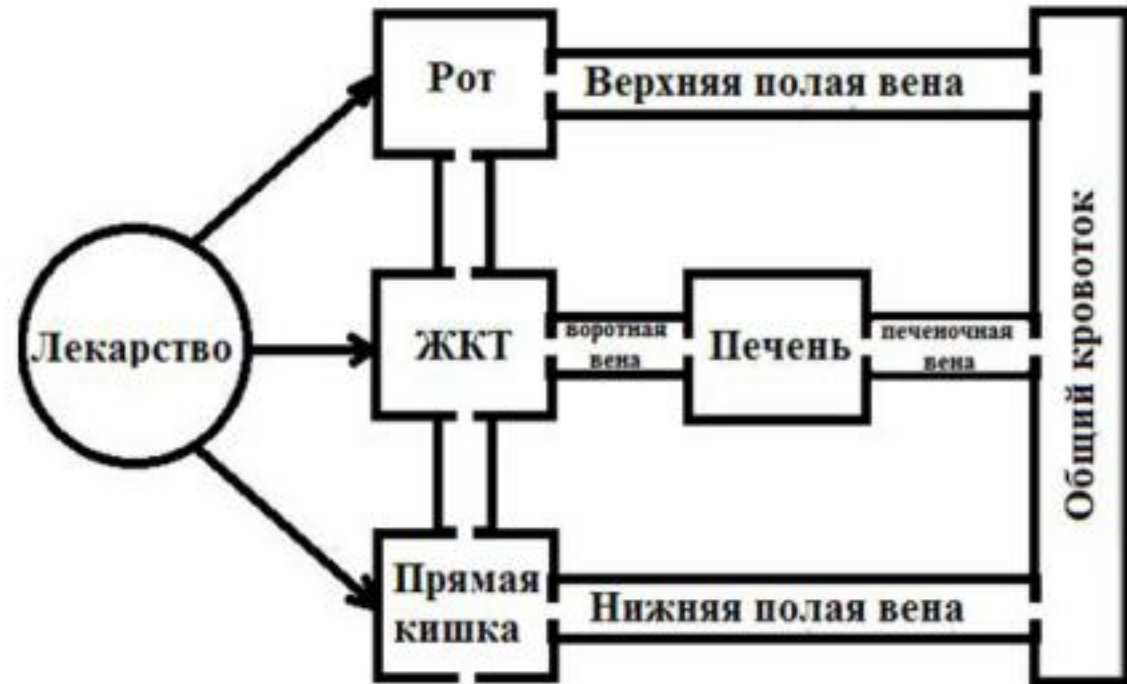 Рот
Верхняя полая вена
Лекарство
ЖКТ
воротная
вена
Печень
печеночная
вена
Общий кровоток
Прямая
кишка
Нижняя полая вена